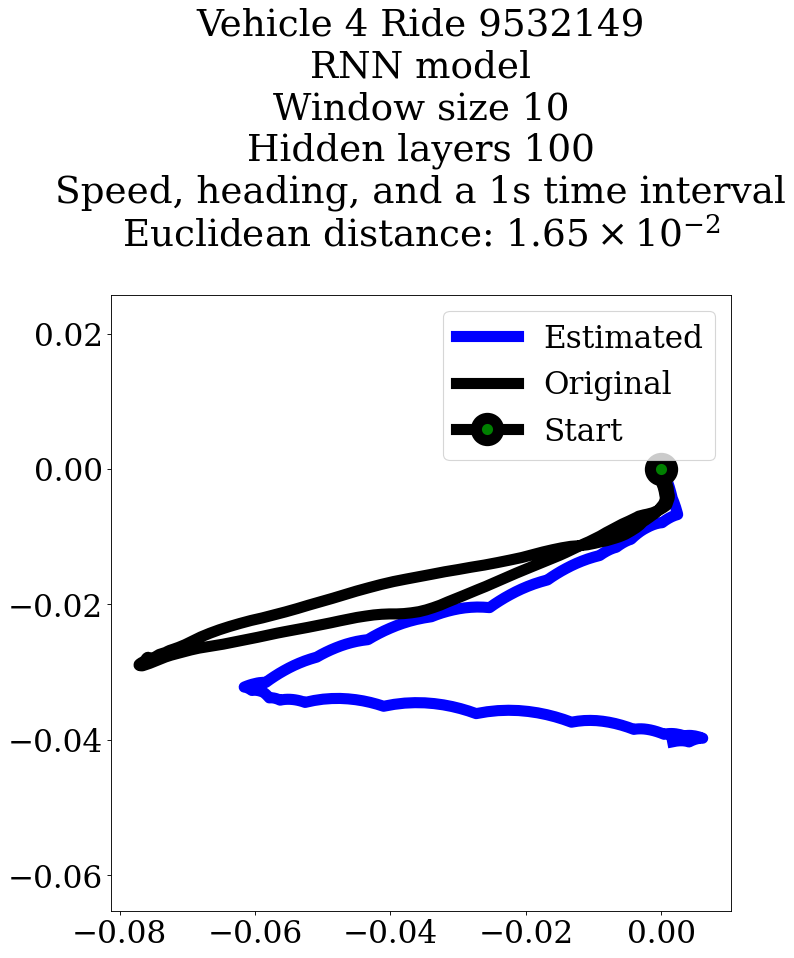 Vehicle 4 Ride 9532149
RNN model
Window size 10
Hidden layers 100
Speed, heading, and a 1s time interval
Euclidean distance: 1.65 × 10⁻²
Estimated
Original
Start
0.02
0.00
−0.02
−0.04
−0.06
−0.08 −0.06 −0.04 −0.02 0.00